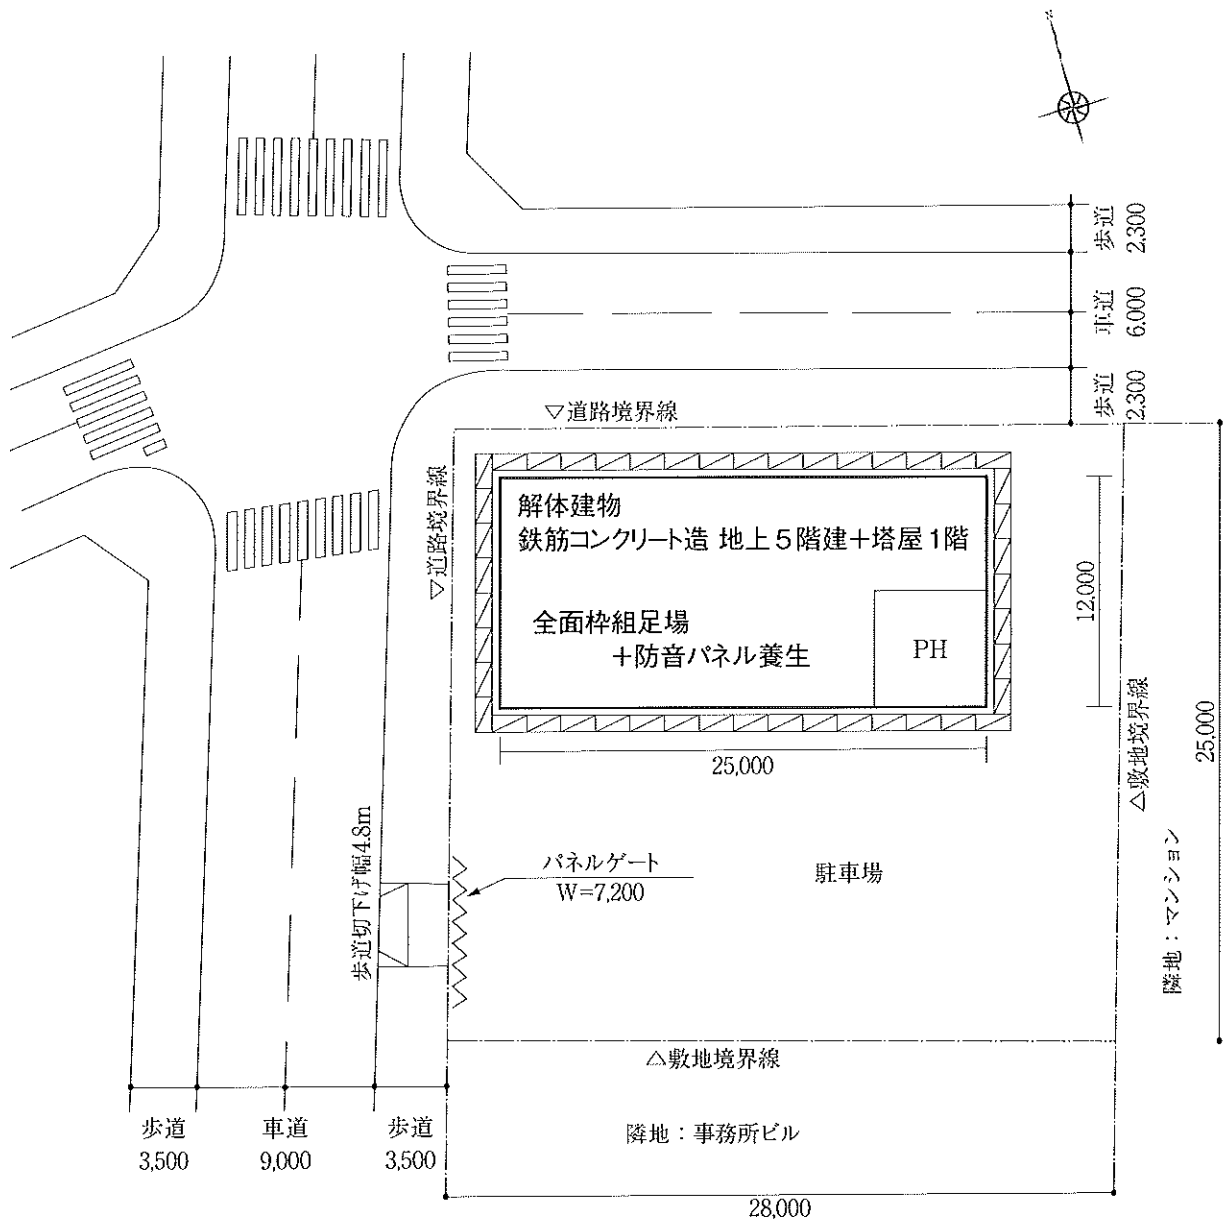 歩道
2,300
車道
6,000
歩道
2,300
▽道路境界線
▽道路境界線
解体建物
鉄筋コンクリート造 地上5階建+塔屋1階
全面枠組足場
+防音パネル養生
PH
12,000
25,000
△敷地境界線
25,000
隣地：マンション
歩道切下げ幅4.8m
パネルゲート
W=7,200
駐車場
△敷地境界線
隣地：事務所ビル
歩道
3,500
車道
9,000
歩道
3,500
28,000